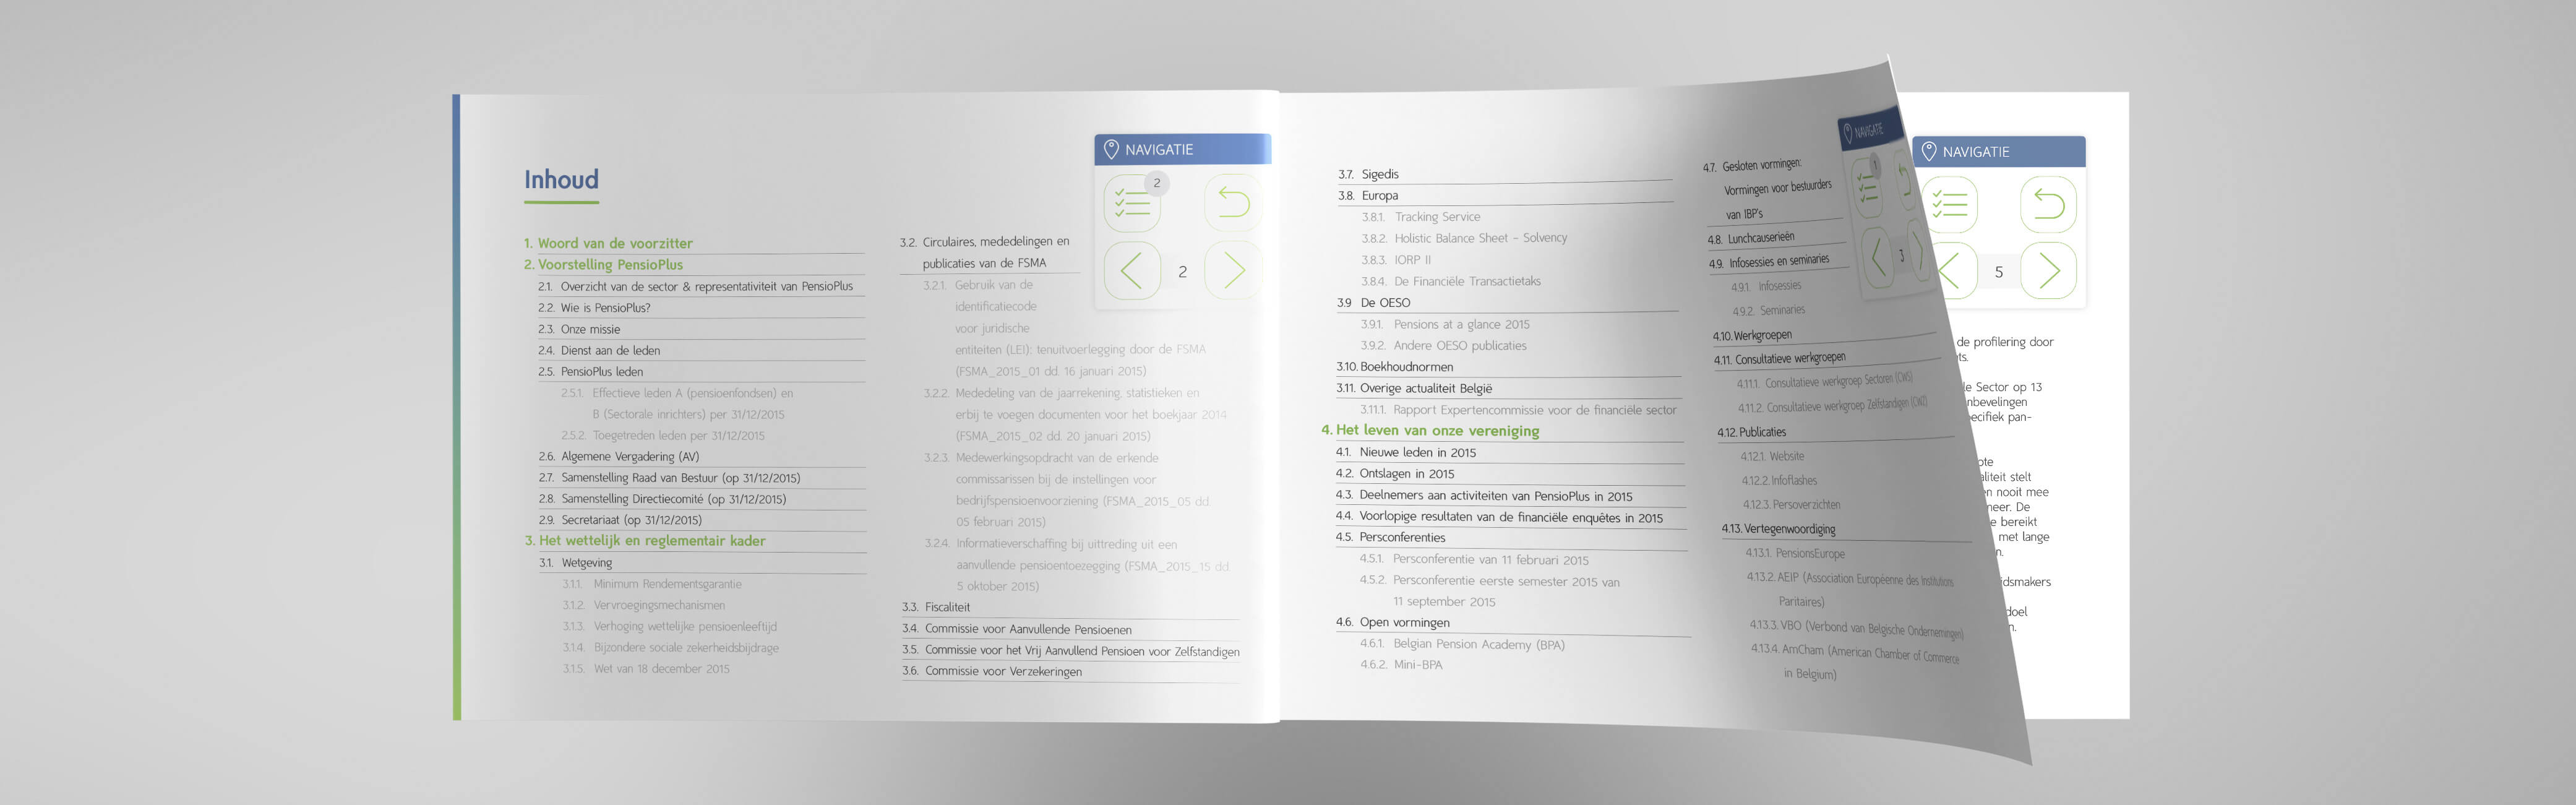 Inhoud
1. Woord van de voorzitter
2. Voorstelling PensioPlus
2.1. Overzicht van de sector & representativiteit van PensioPlus
2.2. Wie is PensioPlus?
2.3. Onze missie
2.4. Dienst aan de leden
2.5. PensioPlus leden
2.5.1. Effectieve leden A (pensioenfondsen) en
B (Sectorale inrichters) per 31/12/2015
2.5.2. Toegetreden leden per 31/12/2015
2.6. Algemene Vergadering (AV)
2.7. Samenstelling Raad van Bestuur (op 31/12/2015)
2.8. Samenstelling Directiecomité (op 31/12/2015)
2.9. Secretariaat (op 31/12/2015)
3. Het wettelijk en reglementair kader
3.1. Wetgeving
3.1.1. Minimum Rendementsgarantie
3.1.2. Vervroegingsmechanismen
3.1.3. Verhoging wettelijke pensioenleeftijd
3.1.4. Bijzondere sociale zekerheidsbijdrage
3.1.5. Wet van 18 december 2015
3.2. Circulaires, mededelingen en
publicaties van de FSMA
3.2.1. Gebruik van de
identificatiecode
voor juridische
entiteiten (LEI): tenuitvoerlegging door de FSMA
(FSMA_2015_01 dd. 16 januari 2015)
3.2.2. Mededeling van de jaarrekening, statistieken en
erbij te voegen documenten voor het boekjaar 2014
(FSMA_2015_02 dd. 20 januari 2015)
3.2.3. Medewerkingsopdracht van de erkende
commissarissen bij de instellingen voor
bedrijfspensioenvoorziening (FSMA_2015_05 dd.
05 februari 2015)
3.2.4. Informatieverschaffing bij uittreding uit een
aanvullende pensioentoezegging (FSMA_2015_15 dd.
5 oktober 2015)
3.3. Fiscaliteit
3.4. Commissie voor Aanvullende Pensioenen
3.5. Commissie voor het Vrij Aanvullend Pensioen voor Zelfstandigen
3.6. Commissie voor Verzekeringen
NAVIGATIE
2
2
3.7. Sigedis
3.8. Europa
3.8.1. Tracking Service
3.8.2. Holistic Balance Sheet – Solvency
3.8.3. IORP II
3.8.4. De Financiële Transactietaks
3.9 De OESO
3.9.1. Pensions at a glance 2015
3.9.2. Andere OESO publicaties
3.10. Boekhoudnormen
3.11. Overige actualiteit België
3.11.1. Rapport Expertencommissie voor de financiële sector
4. Het leven van onze vereniging
4.1. Nieuwe leden in 2015
4.2. Ontslagen in 2015
4.3. Deelnemers aan activiteiten van PensioPlus in 2015
4.4. Voorlopige resultaten van de financiële enquêtes in 2015
4.5. Persconferenties
4.5.1. Persconferentie van 11 februari 2015
4.5.2. Persconferentie eerste semester 2015 van
11 september 2015
4.6. Open vormingen
4.6.1. Belgian Pension Academy (BPA)
4.6.2. Mini-BPA
4.7. Gesloten vormingen:
Vormingen voor bestuurders
van IBP's
4.8. Lunchcauserieën
4.9. Infosessies en seminaries
4.9.1. Infosessies
4.9.2. Seminaries
4.10. Werkgroepen
4.11. Consultatieve werkgroepen
4.11.1. Consultatieve werkgroep Sectoren (CWS)
4.11.2. Consultatieve werkgroep Zelfstandigen (CWZ)
4.12. Publicaties
4.12.1. Website
4.12.2. Infoflashes
4.12.3. Persoverzichten
4.13. Vertegenwoordiging
4.13.1. PensionsEurope
4.13.2. AEIP (Association Européenne des Institutions
Paritaires)
4.13.3. VBO (Verbond van Belgische Ondernemingen)
4.13.4. AmCham (American Chamber of Commerce
in Belgium)
NAVIGATIE
1
3
NAVIGATIE
5
de profilering door
Sector op 13
stelt
nooit mee
De
bereikt
met lange